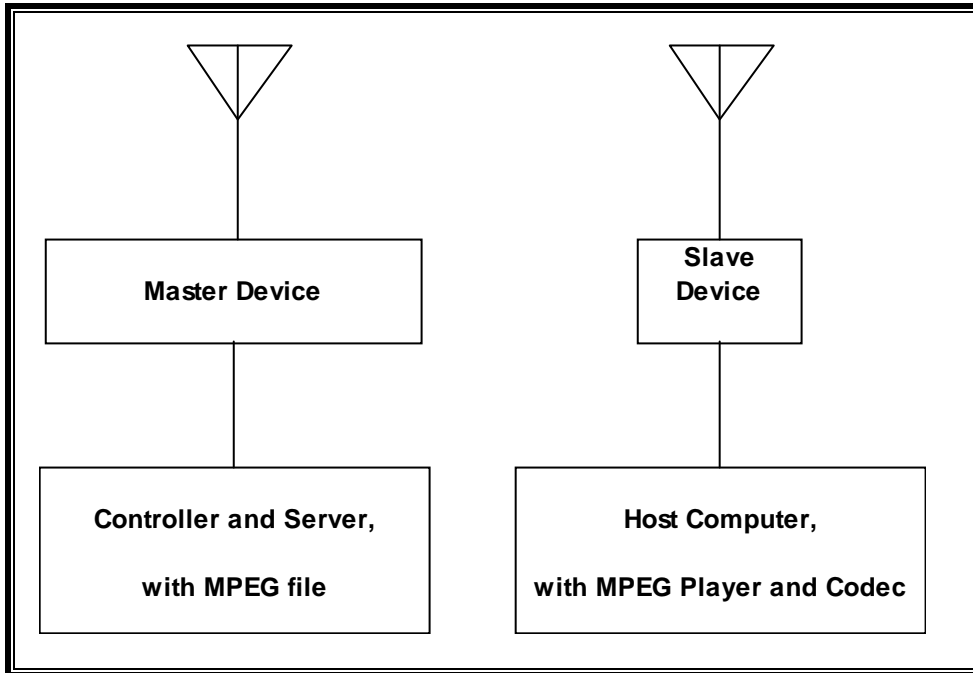 Master Device
Slave
Device
Controller and Server,
with MPEG file
Host Computer,
with MPEG Player and Codec